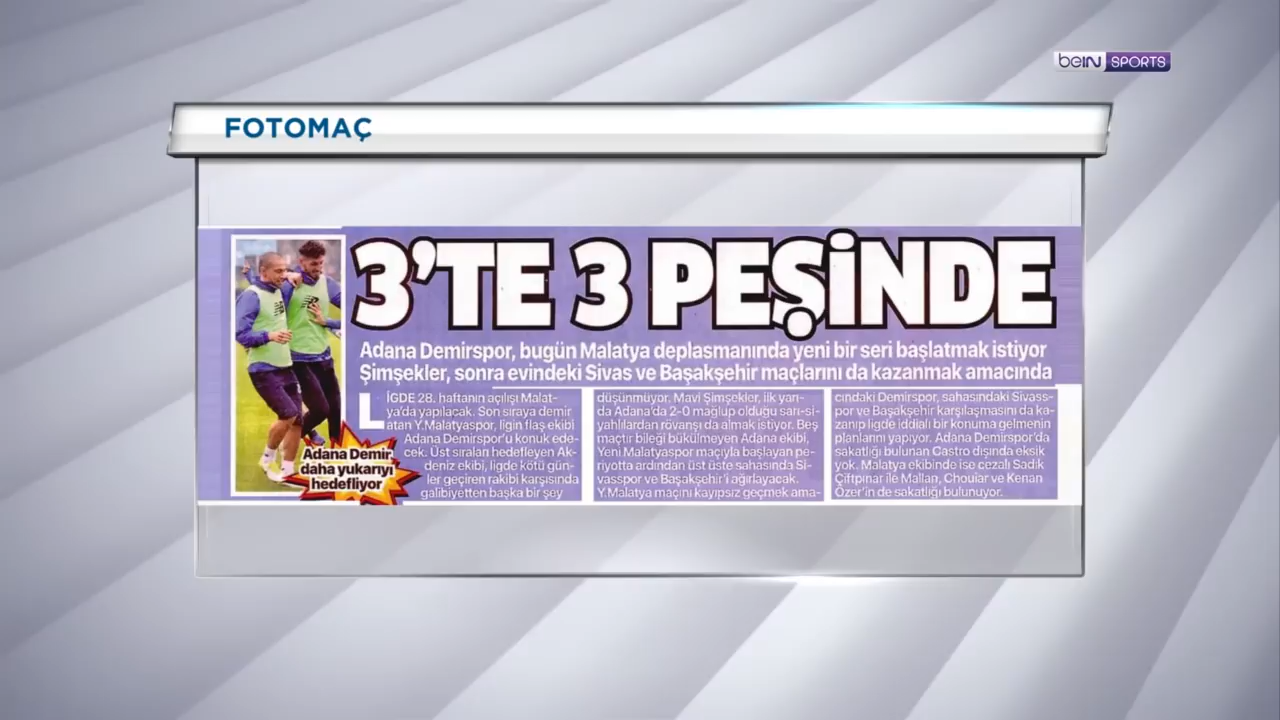 beIN SPORTS
FOTOMAÇ
3'TE 3 PEŞİNDE
Adana Demirspor, bugün Malatya deplasmanında yeni bir seri başlatmak istiyor
Şimşekler, sonra evindeki Sivas ve Başakşehir maçlarını da kazanmak amacında
LİGDE 28. haftanın açılışı Malat-
ya'da yapılacak. Son sıraya demir
atan Y.Malatyaspor, ligin flaş ekibi
Adana Demirspor'u konuk ede-
cek. Üst sıraları hedefleyen Ak-
deniz ekibi, ligde kötü gün-
ler geçiren rakibi karşısında
galibiyetten başka bir şey
düşünmüyor. Mavi Şimşekler, ilk yarı-
da Adana'da 2-0 mağlup olduğu sarı-si-
yahlılardan rövanşı da almak istiyor. Beş
maçtır bileği bükülmeyen Adana ekibi,
Yeni Malatyaspor maçıyla başlayan pe-
riyotta ardından üst üste sahasında Si-
vasspor ve Başakşehir'i ağırlayacak.
Y.Malatya maçını kayıpsız geçmek ama-
cındaki Demirspor, sahasındaki Sivass-
por ve Başakşehir karşılaşmasını da ka-
zanıp ligde iddialı bir konuma gelmenin
planlarını yapıyor. Adana Demirspor'da
sakatlığı bulunan Castro dışında eksik
yok. Malatya ekibinde ise cezalı Sadık
Çiftpınar ile Mallan, Chouiar ve Kenan
Özer'in de sakatlığı bulunuyor.
Adana Demir
daha yukarıyı
hedefliyor